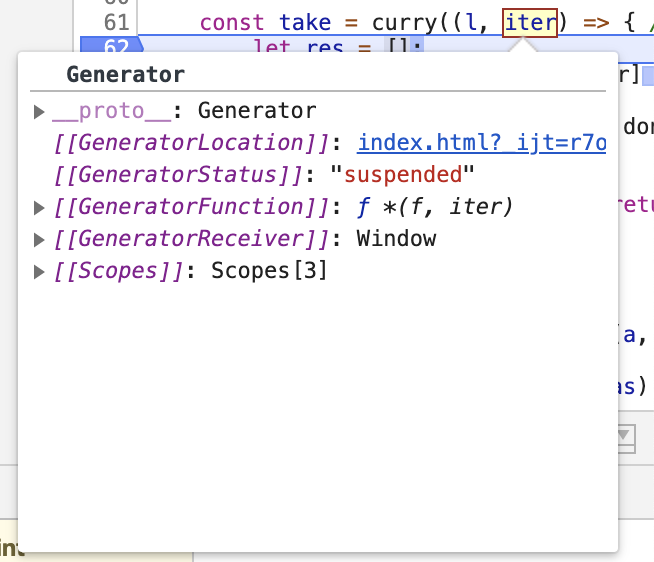 61 const take = curry((l, iter) => { /
62 let res = [];
Generator
r]
__proto__: Generator
don
[[GeneratorLocation]]: index.html?_ijt=r7o
[[GeneratorStatus]]: "suspended"
[[GeneratorFunction]]: ƒ *(f, iter)
retu
[[GeneratorReceiver]]: Window
[[Scopes]]: Scopes[3]
(a,
as)
int